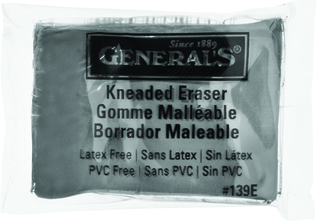 Since 1889
GENERAL'S®
Kneaded Eraser
Gomme Malléable
Borrador Maleable
Latex Free | Sans Latex | Sin Látex
PVC Free | Sans PVC | Sin PVC
#139E